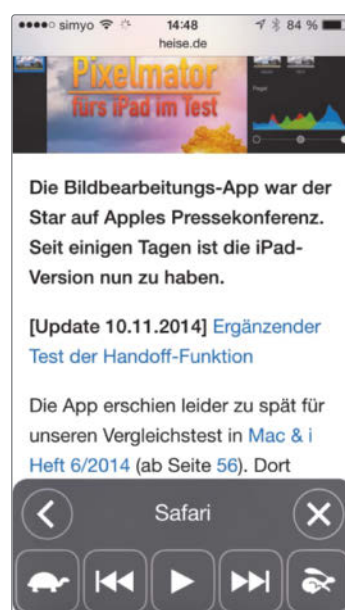 simyo 14:48 84 %
heise.de
Pixelmator
fürs iPad im Test
Die Bildbearbeitungs-App war der
Star auf Apples Pressekonferenz.
Seit einigen Tagen ist die iPad-
Version nun zu haben.
[Update 10.11.2014] Ergänzender
Test der Handoff-Funktion
Die App erschien leider zu spät für
unseren Vergleichstest in Mac & i
Heft 6/2014 (ab Seite 56). Dort
Safari